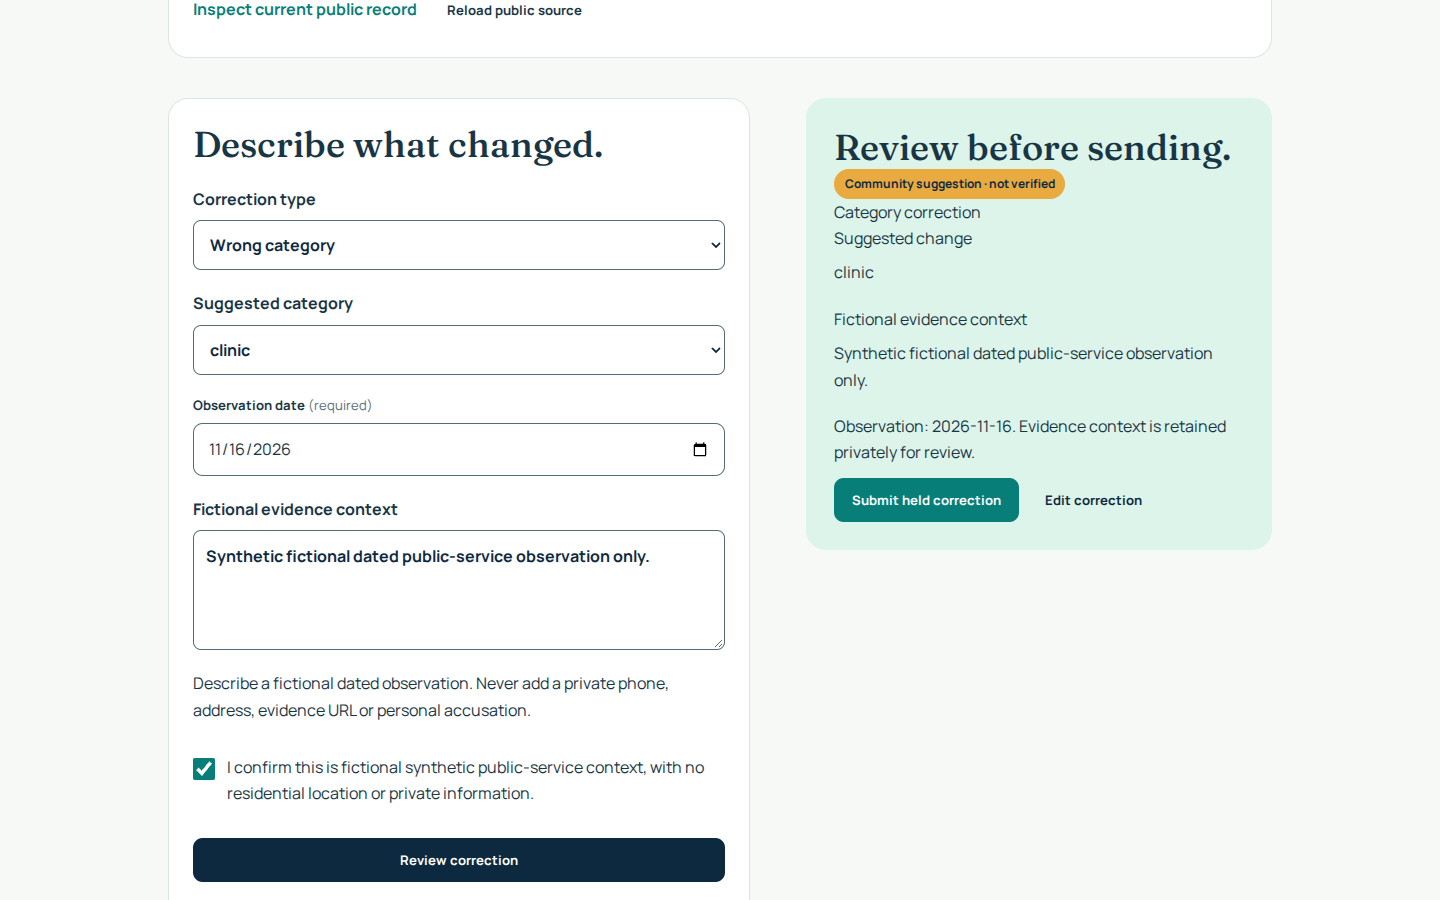 Inspect current public record Reload public source
Describe what changed.
Correction type
Wrong category
Suggested category
clinic
Observation date (required)
11/16/2026
Fictional evidence context
Synthetic fictional dated public-service observation only.
Describe a fictional dated observation. Never add a private phone,
address, evidence URL or personal accusation.
I confirm this is fictional synthetic public-service context, with no
residential location or private information.
Review correction
Review before sending.
Community suggestion · not verified
Category correction
Suggested change
clinic
Fictional evidence context
Synthetic fictional dated public-service observation
only.
Observation: 2026-11-16. Evidence context is retained
privately for review.
Submit held correction Edit correction